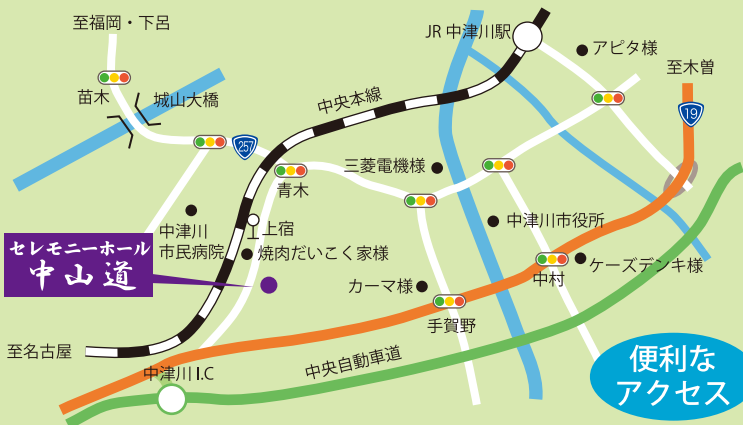 至福岡・下呂
JR 中津川駅
アピタ様
至木曽
苗木
城山大橋
中央本線
19
257
三菱電機様
青木
中津川
市民病院
上宿
焼肉だいこく家様
中津川市役所
セレモニーホール
中山道
カーマ様
中村
ケーズデンキ様
手賀野
至名古屋
中津川 I.C
中央自動車道
便利な
アクセス